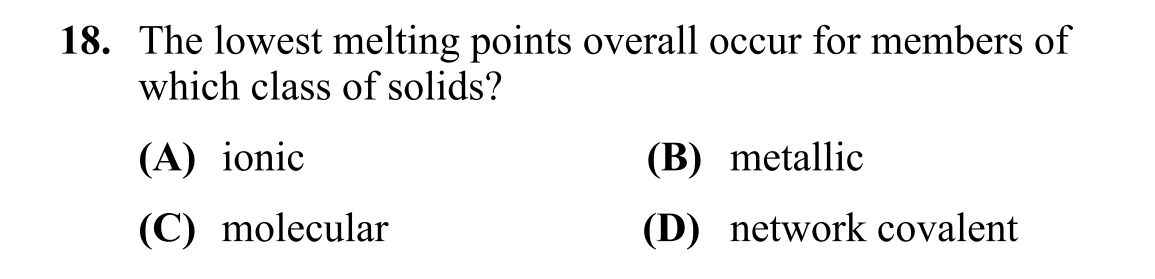 18. The lowest melting points overall occur for members of
which class of solids?
(A) ionic (B) metallic
(C) molecular (D) network covalent